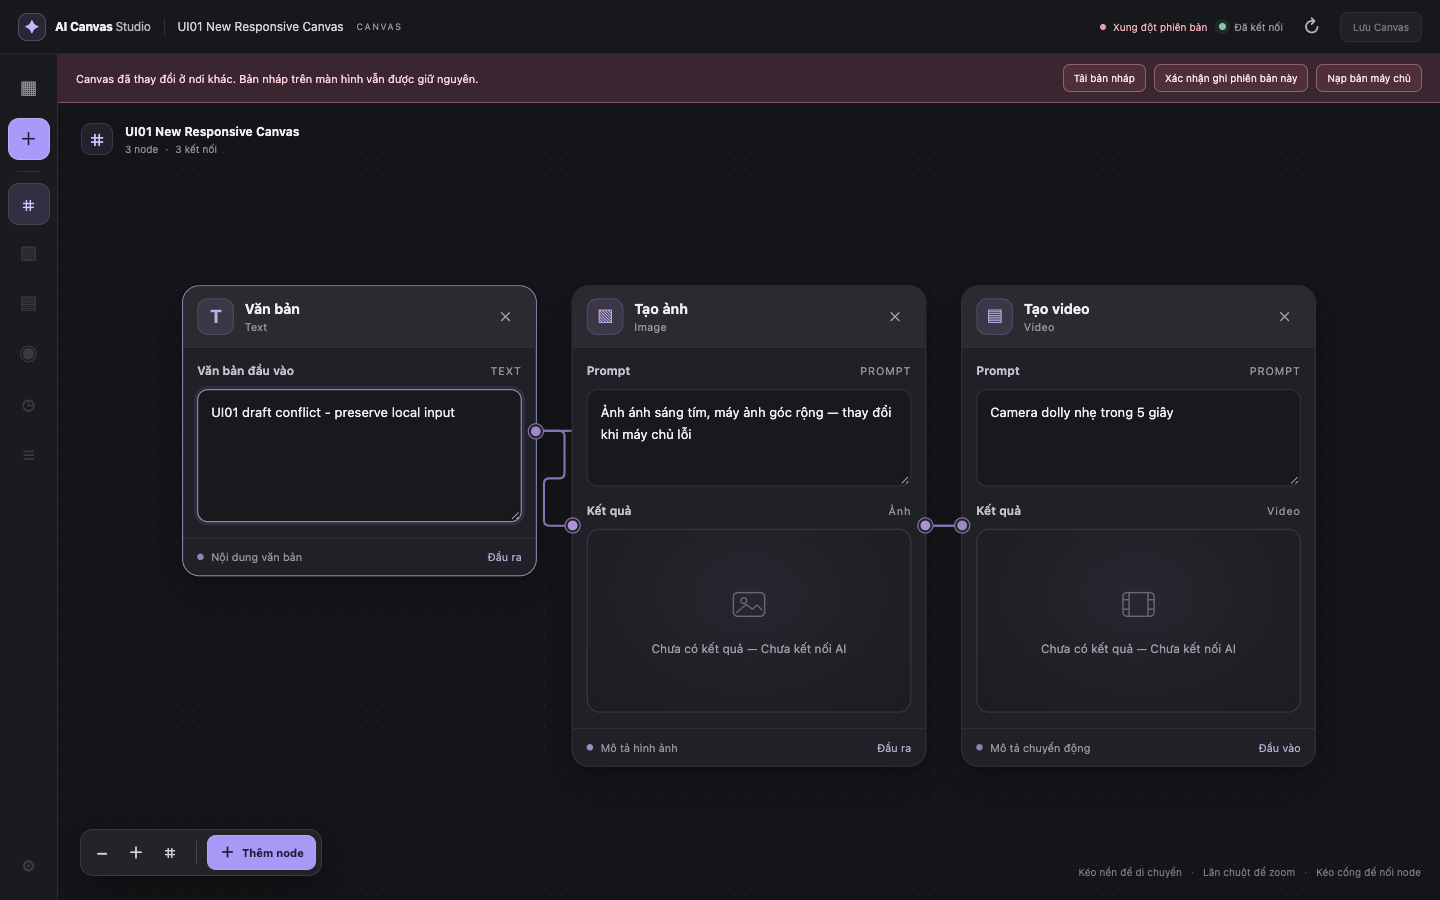 AI Canvas Studio
UI01 New Responsive Canvas
CANVAS
Xung đột phiên bản
Đã kết nối
Lưu Canvas
Canvas đã thay đổi ở nơi khác. Bản nháp trên màn hình vẫn được giữ nguyên.
Tải bản nháp
Xác nhận ghi phiên bản này
Nạp bản máy chủ
UI01 New Responsive Canvas
3 node · 3 kết nối
T
Văn bản
Text
Văn bản đầu vào
TEXT
UI01 draft conflict - preserve local input
Nội dung văn bản
Đầu ra
Tạo ảnh
Image
Prompt
PROMPT
Ảnh ánh sáng tím, máy ảnh góc rộng — thay đổi
khi máy chủ lỗi
Kết quả
Ảnh
Chưa có kết quả — Chưa kết nối AI
Mô tả hình ảnh
Đầu ra
Tạo video
Video
Prompt
PROMPT
Camera dolly nhẹ trong 5 giây
Kết quả
Video
Chưa có kết quả — Chưa kết nối AI
Mô tả chuyển động
Đầu vào
Thêm node
Kéo nền để di chuyển · Lăn chuột để zoom · Kéo cổng để nối node